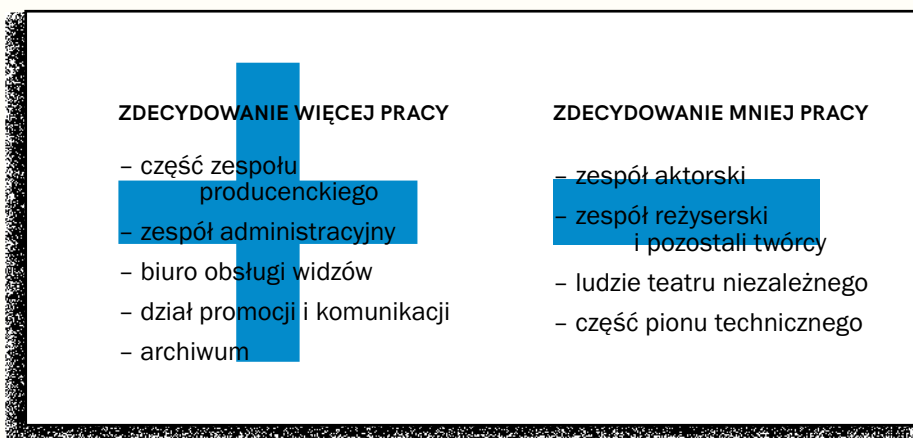 ZDECYDOWANIE WIĘCEJ PRACY
– część zespołu
producenckiego
– zespół administracyjny
– biuro obsługi widzów
– dział promocji i komunikacji
– archiwum
ZDECYDOWANIE MNIEJ PRACY
– zespół aktorski
– zespół reżyserski
i pozostali twórcy
– ludzie teatru niezależnego
– część pionu technicznego